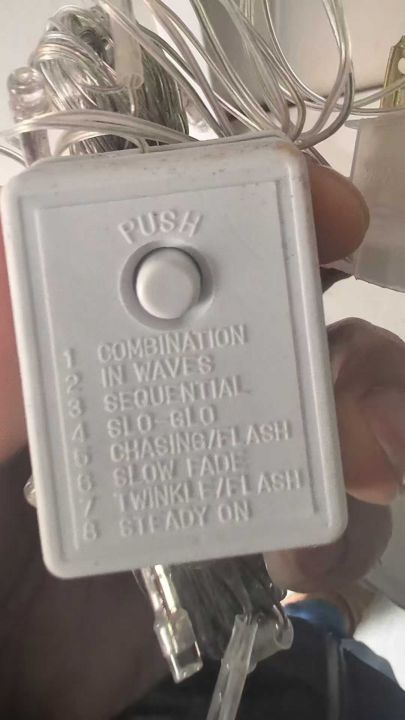 PUSH
1 COMBINATION
2 IN WAVES
3 SEQUENTIAL
4 SLO-GLO
5 CHASING/FLASH
6 SLOW FADE
7 TWINKLE/FLASH
8 STEADY ON